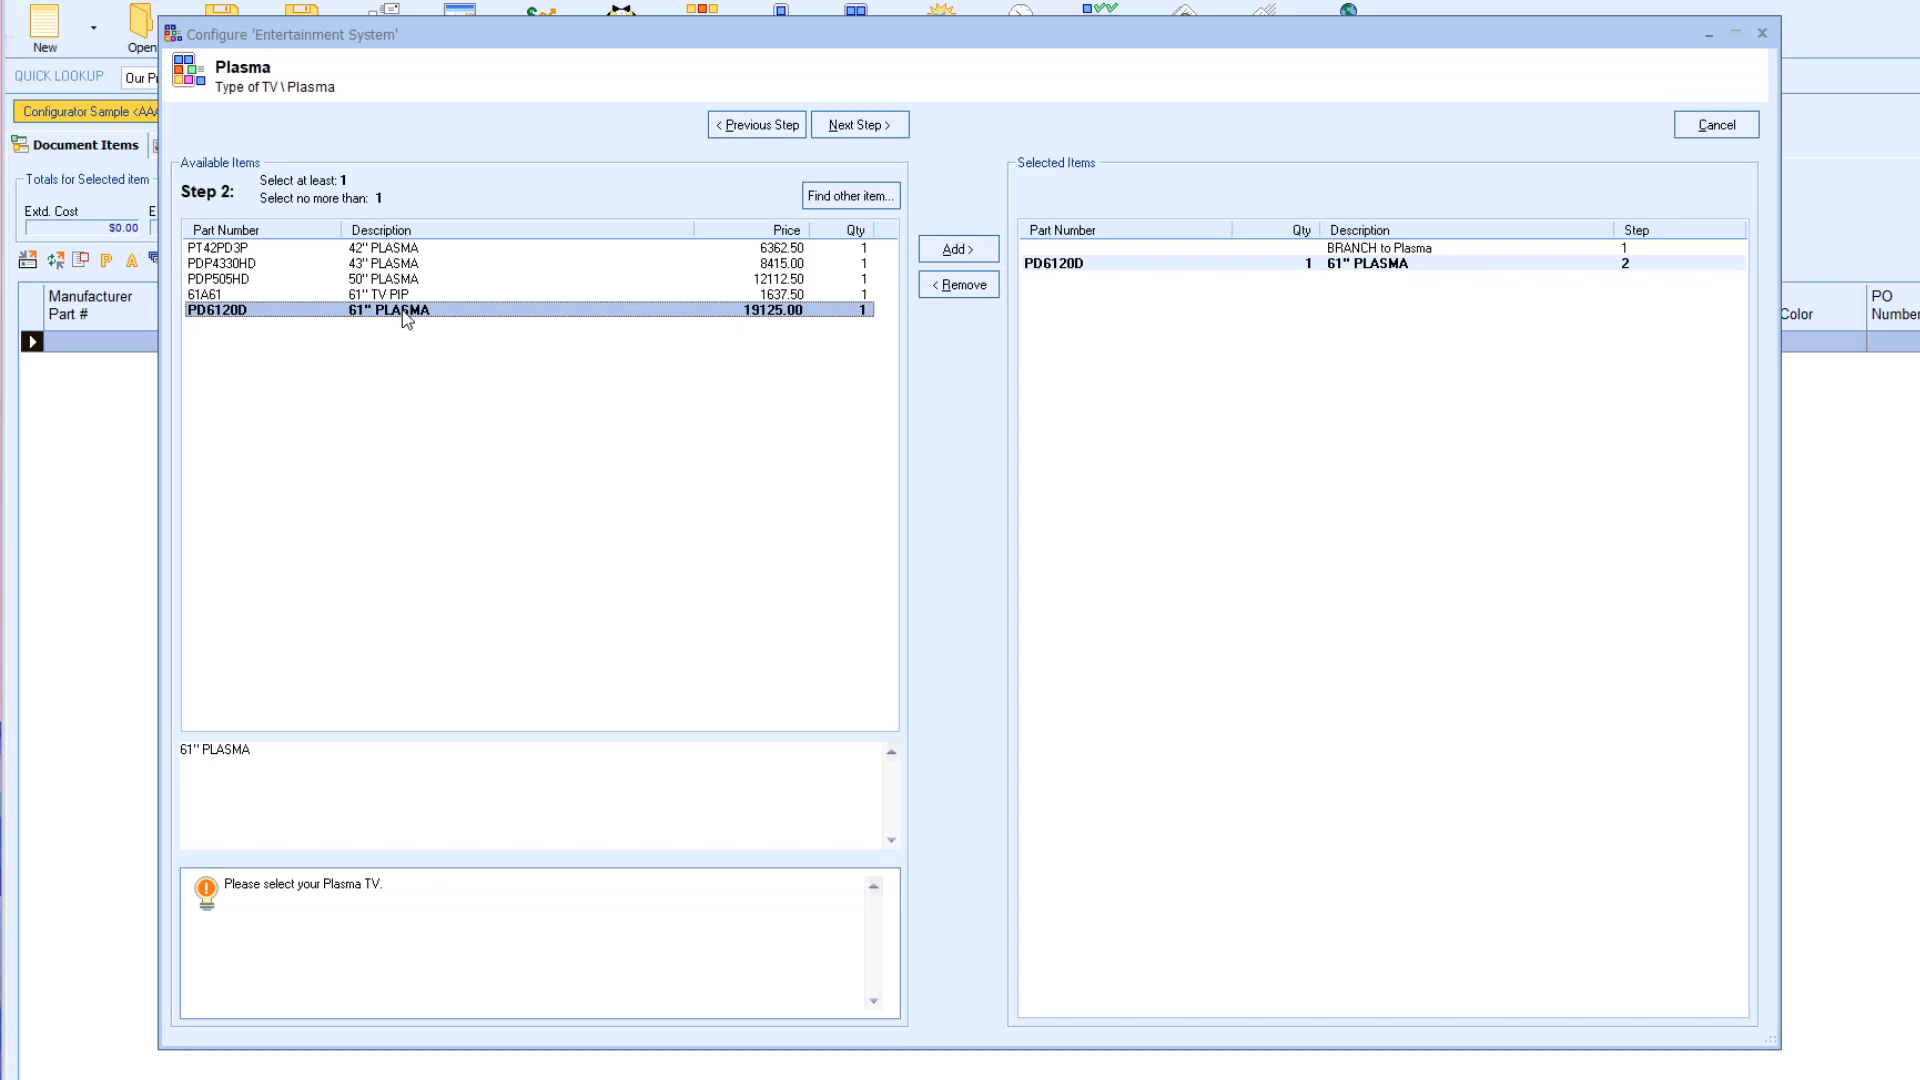 Configure 'Entertainment System'
New
Open
Plasma
Type of TV \ Plasma
QUICK LOOKUP
Our P
Configurator Sample <AAA
Document Items
< Previous Step
Next Step >
Cancel
Totals for Selected item
Extd. Cost
E
$0.00
Manufacturer
Part #
Available Items
Step 2:
Select at least: 1
Select no more than: 1
Find other item...
Part Number Description Price Qty
PT42PD3P 42" PLASMA 6362.50 1
PDP4330HD 43" PLASMA 8415.00 1
PDP505HD 50" PLASMA 12112.50 1
61A61 61" TV PIP 1637.50 1
PD6120D 61" PLASMA 19125.00 1
Add >
< Remove
Selected Items
Part Number Qty Description Step
BRANCH to Plasma 1
PD6120D 1 61" PLASMA 2
Color
PO
Number
61" PLASMA
Please select your Plasma TV.